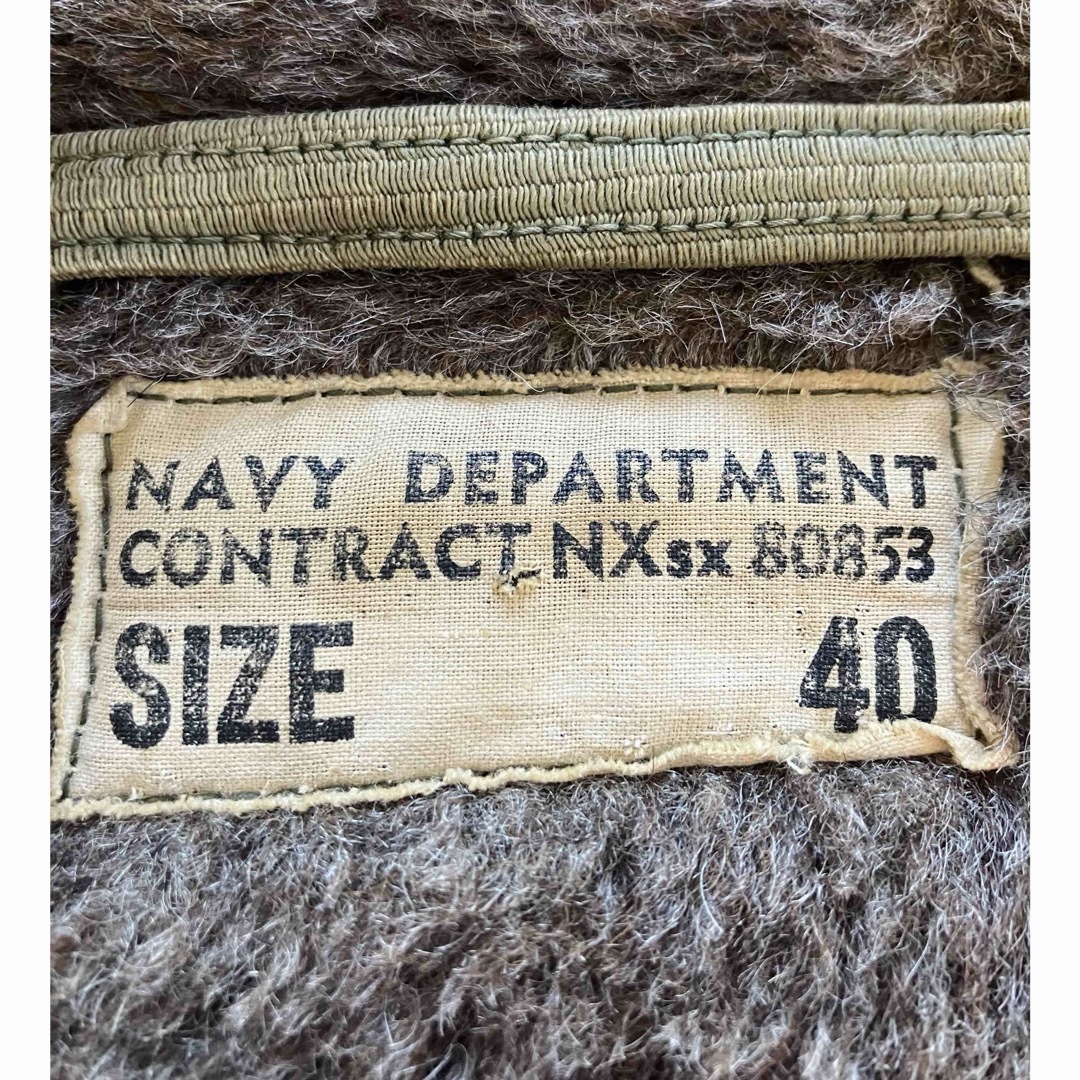 NAVY DEPARTMENT
CONTRACT NXsx 80853
SIZE 40